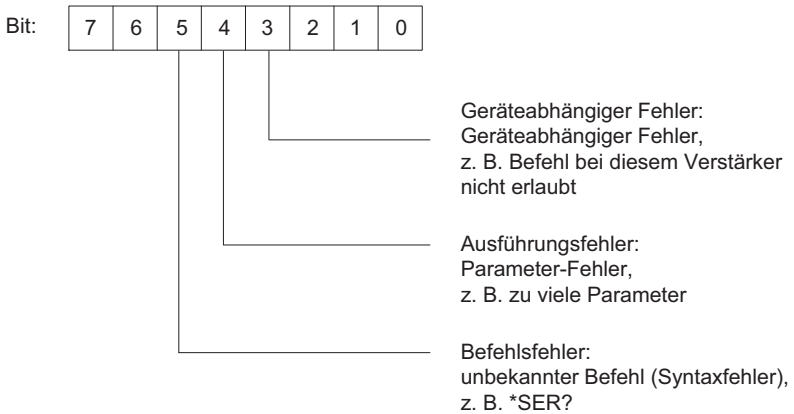 Bit: 7 6 5 4 3 2 1 0
Geräteabhängiger Fehler:
Geräteabhängiger Fehler,
z. B. Befehl bei diesem Verstärker
nicht erlaubt
Ausführungsfehler:
Parameter-Fehler,
z. B. zu viele Parameter
Befehlsfehler:
unbekannter Befehl (Syntaxfehler),
z. B. *SER?